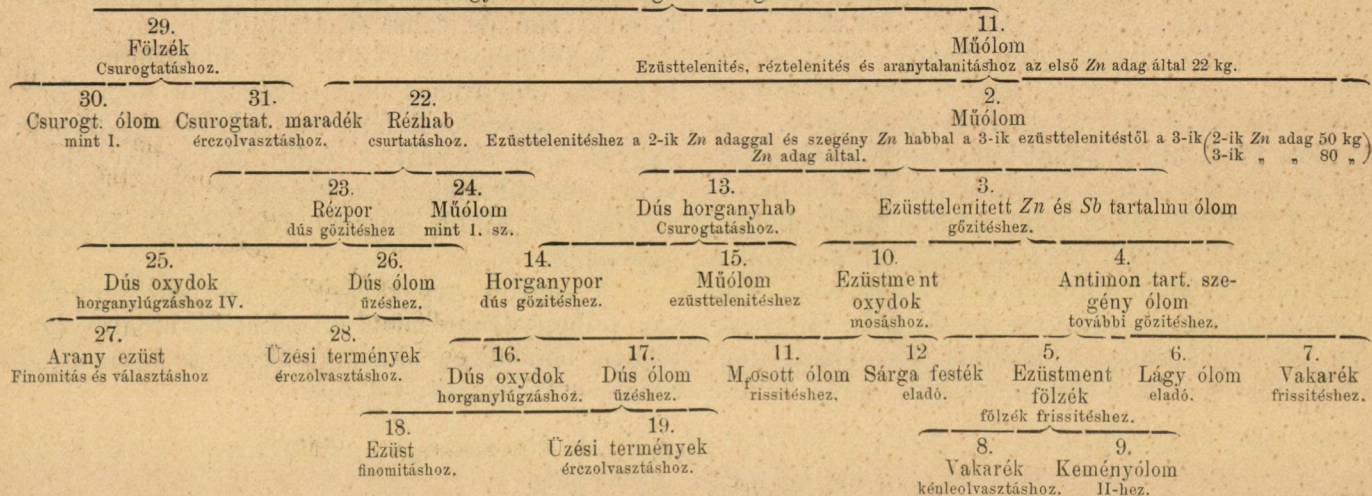 29.
Fölzék
Csurogtatáshoz.
11.
Műólom
Ezüsttelenités, réztelenités és aranytalanitáshoz az első Zn adag által 22 kg.
30.
Csurogt. ólom
mint I.
31.
Csurogtat. maradék
érczolvasztáshoz.
22.
Rézhab
csurtatáshoz.
2.
Műólom
Ezüsttelenitéshez a 2-ik Zn adaggal és szegény Zn habbal a 3-ik ezüsttelenitéstől a 3-ik (2-ik Zn adag 50 kg
Zn adag által. 3-ik „ „ 80 „)
23.
Rézpor
dús gőzitéshez
24.
Műólom
mint I. sz.
13.
Dús horganyhab
Csurogtatáshoz.
3.
Ezüsttelenitett Zn és Sb tartalmu ólom
gőzitéshez.
25.
Dús oxydok
horganylúgzáshoz IV.
26.
Dús ólom
űzéshez.
14.
Horganypor
dús gőzitéshez.
15.
Műólom
ezüsttelenitéshez
10.
Ezüstment
oxydok
mosáshoz.
4.
Antimon tart. sze-
gény ólom
további gőzitéshez.
27.
Arany ezüst
Finomitás és választáshoz
28.
Űzési termények
érczolvasztáshoz.
16.
Dús oxydok
horganylúgzáshoz.
17.
Dús ólom
űzéshez.
11.
Mosott ólom
frissitéshez.
12
Sárga festék
eladó.
5.
Ezüstment
fölzék
fölzék frissitéshez.
6.
Lágy ólom
eladó.
7.
Vakarék
frissitéshez.
18.
Ezüst
finomitáshoz.
19.
Űzési termények
érczolvasztáshoz.
8.
Vakarék
kénleolvasztáshoz.
9.
Keményólom
II-hez.